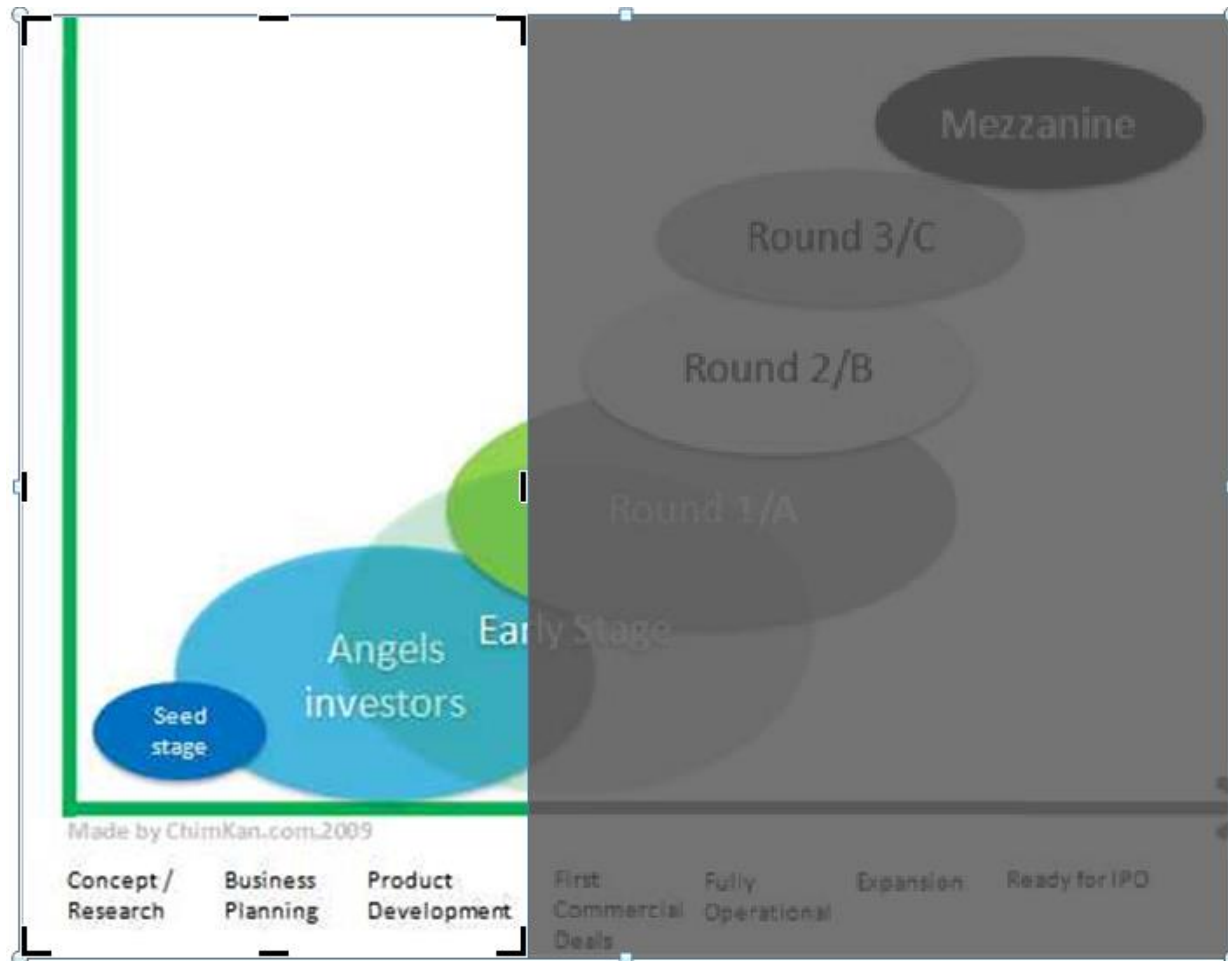 Mezzanine
Round 3/C
Round 2/B
Round 1/A
Early Stage
Angels
investors
Seed
stage
Made by ChimKan.com.2009
Concept /
Research
Business
Planning
Product
Development
First
Commercial
Deals
Fully
Operational
Expansion
Ready for IPO